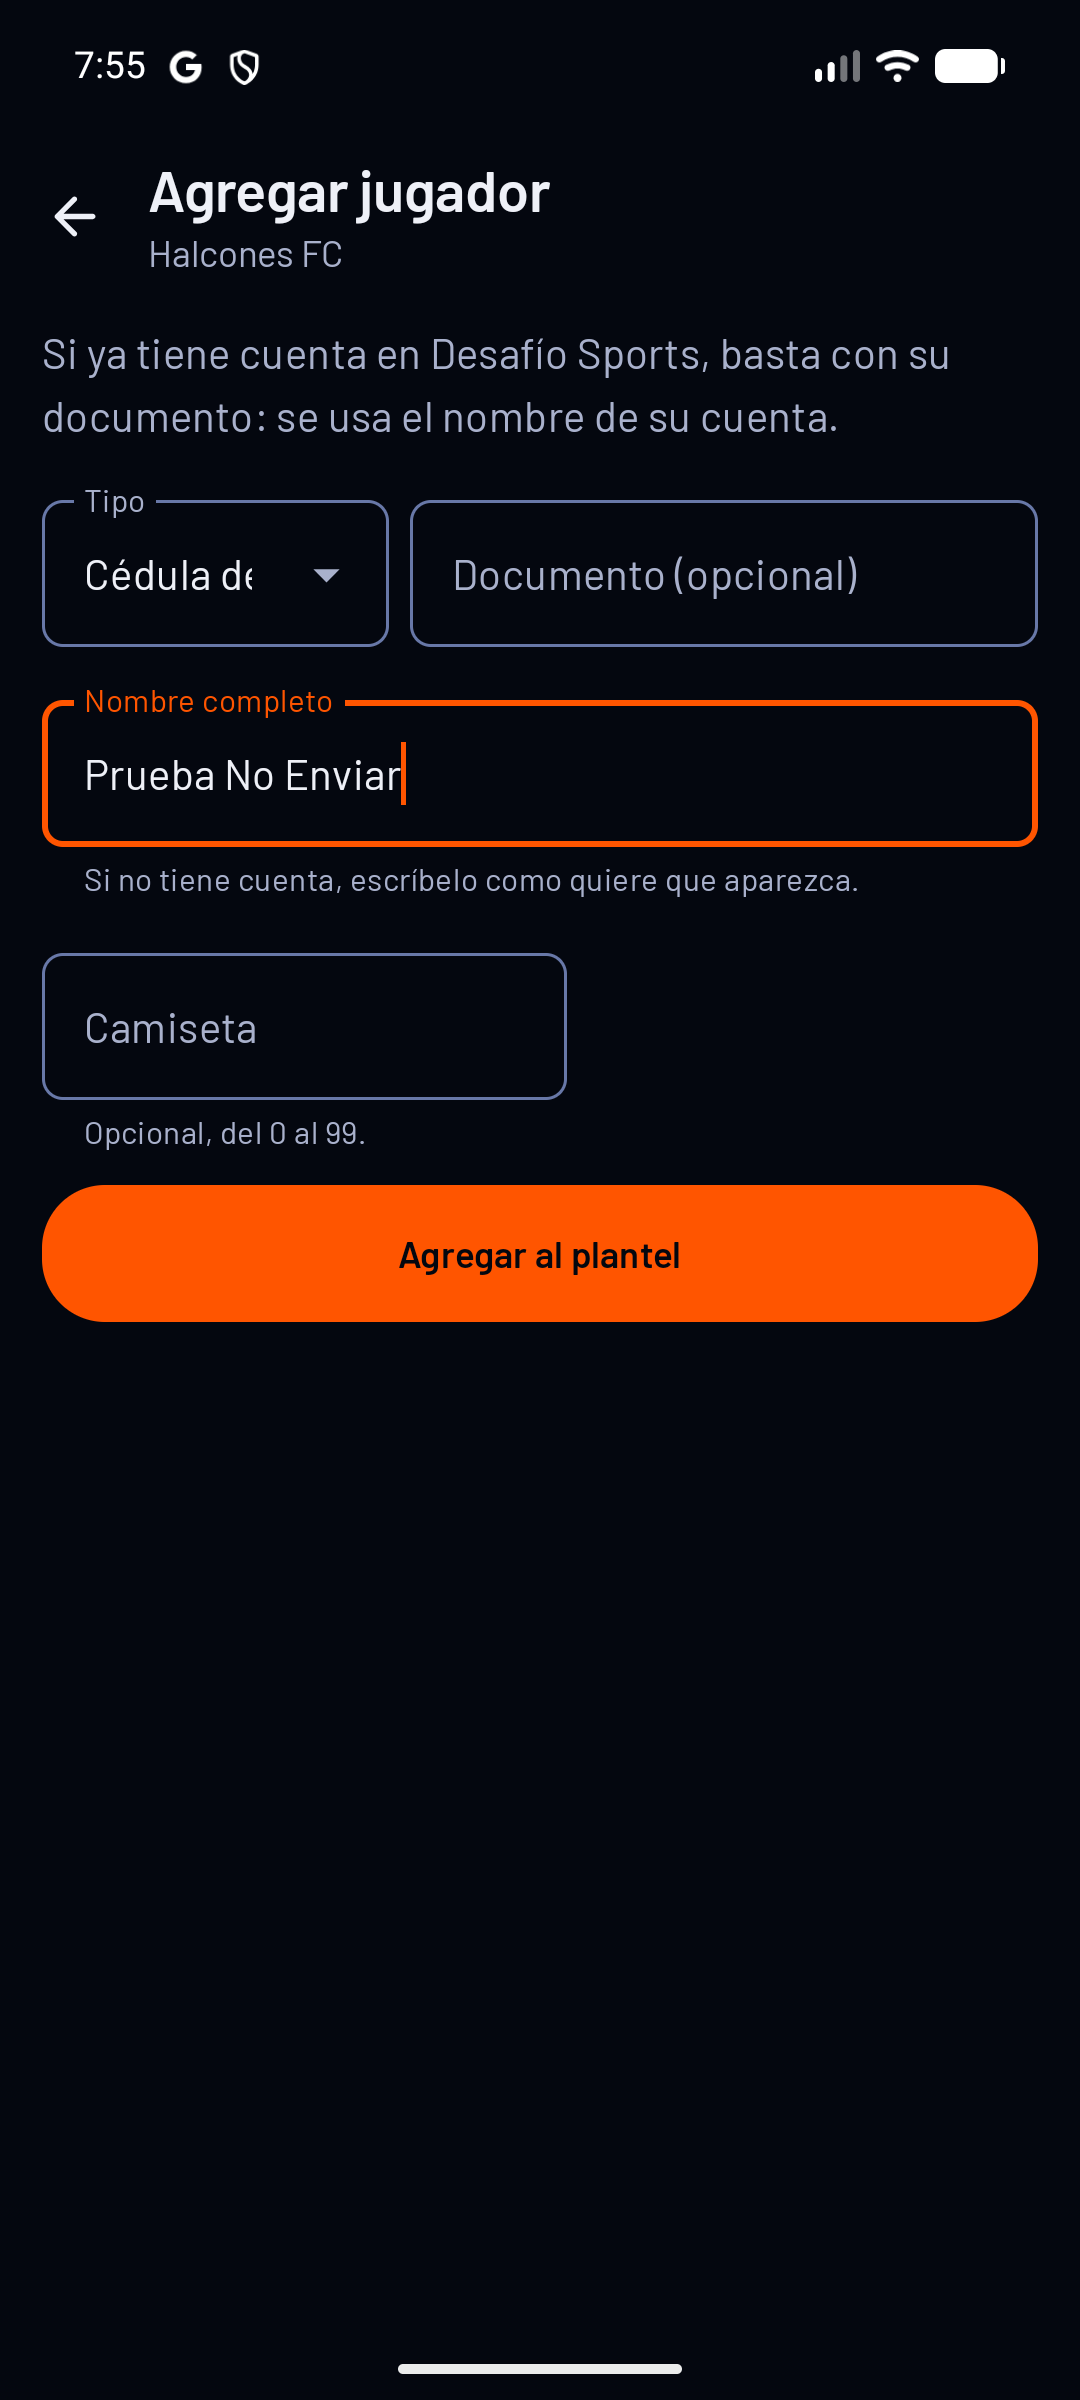 7:55
Agregar jugador
Halcones FC
Si ya tiene cuenta en Desafío Sports, basta con su
documento: se usa el nombre de su cuenta.
Tipo
Cédula de
Documento (opcional)
Nombre completo
Prueba No Enviar
Si no tiene cuenta, escríbelo como quiere que aparezca.
Camiseta
Opcional, del 0 al 99.
Agregar al plantel